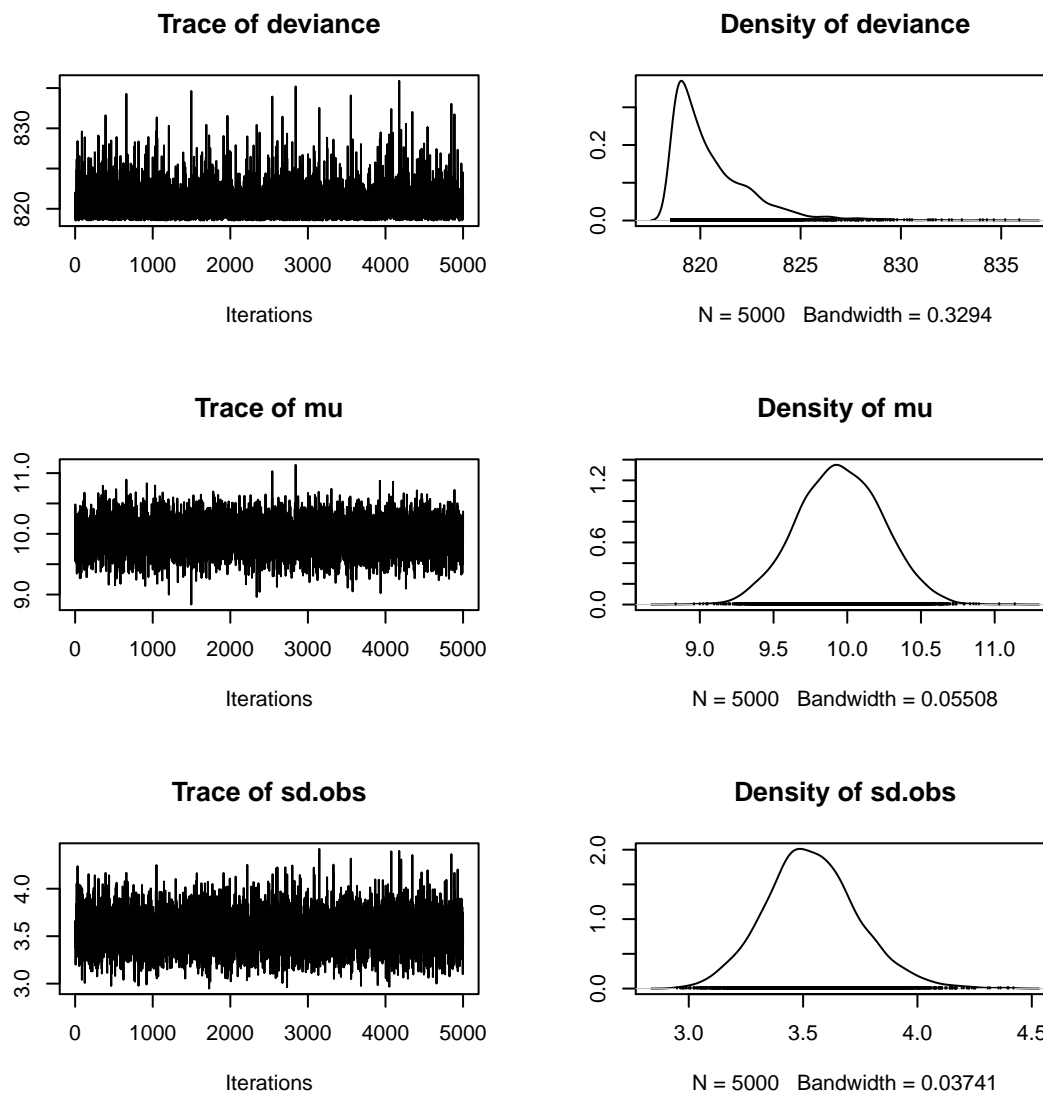 Trace of deviance
820 830
0 1000 2000 3000 4000 5000
Iterations
Density of deviance
0.0 0.2
820 825 830 835
N = 5000 Bandwidth = 0.3294
Trace of mu
9.0 10.0 11.0
0 1000 2000 3000 4000 5000
Iterations
Density of mu
0.0 0.6 1.2
9.0 9.5 10.0 10.5 11.0
N = 5000 Bandwidth = 0.05508
Trace of sd.obs
3.0 3.5 4.0
0 1000 2000 3000 4000 5000
Iterations
Density of sd.obs
0.0 1.0 2.0
3.0 3.5 4.0 4.5
N = 5000 Bandwidth = 0.03741